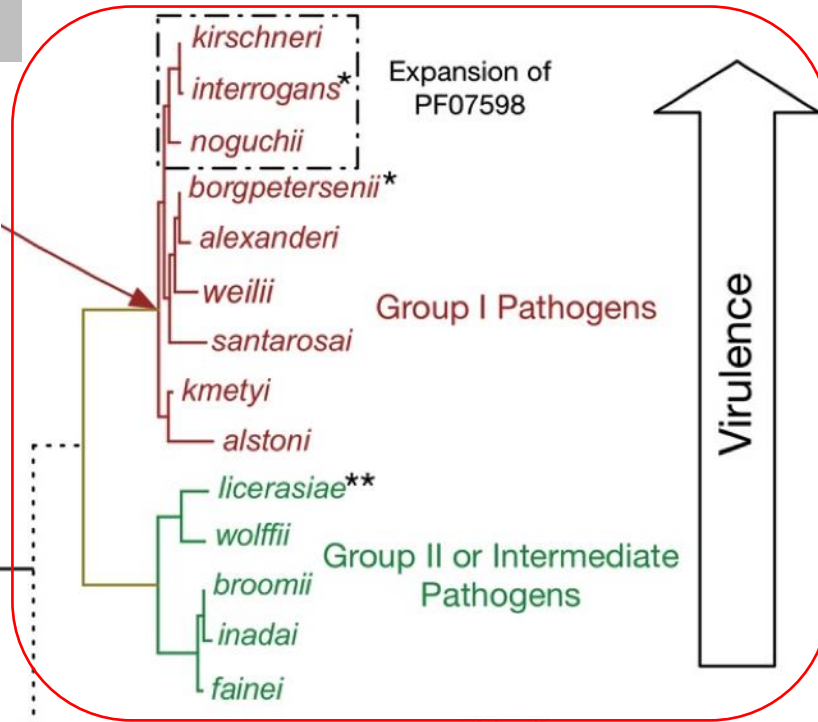 kirschneri
interrogans*
noguchii
Expansion of
PF07598
borgpetersenii*
alexanderi
weilii
santarosai
kmetyi
alstoni
Group I Pathogens
licerasiae**
wolffii
broomii
inadai
fainei
Group II or Intermediate
Pathogens
Virulence